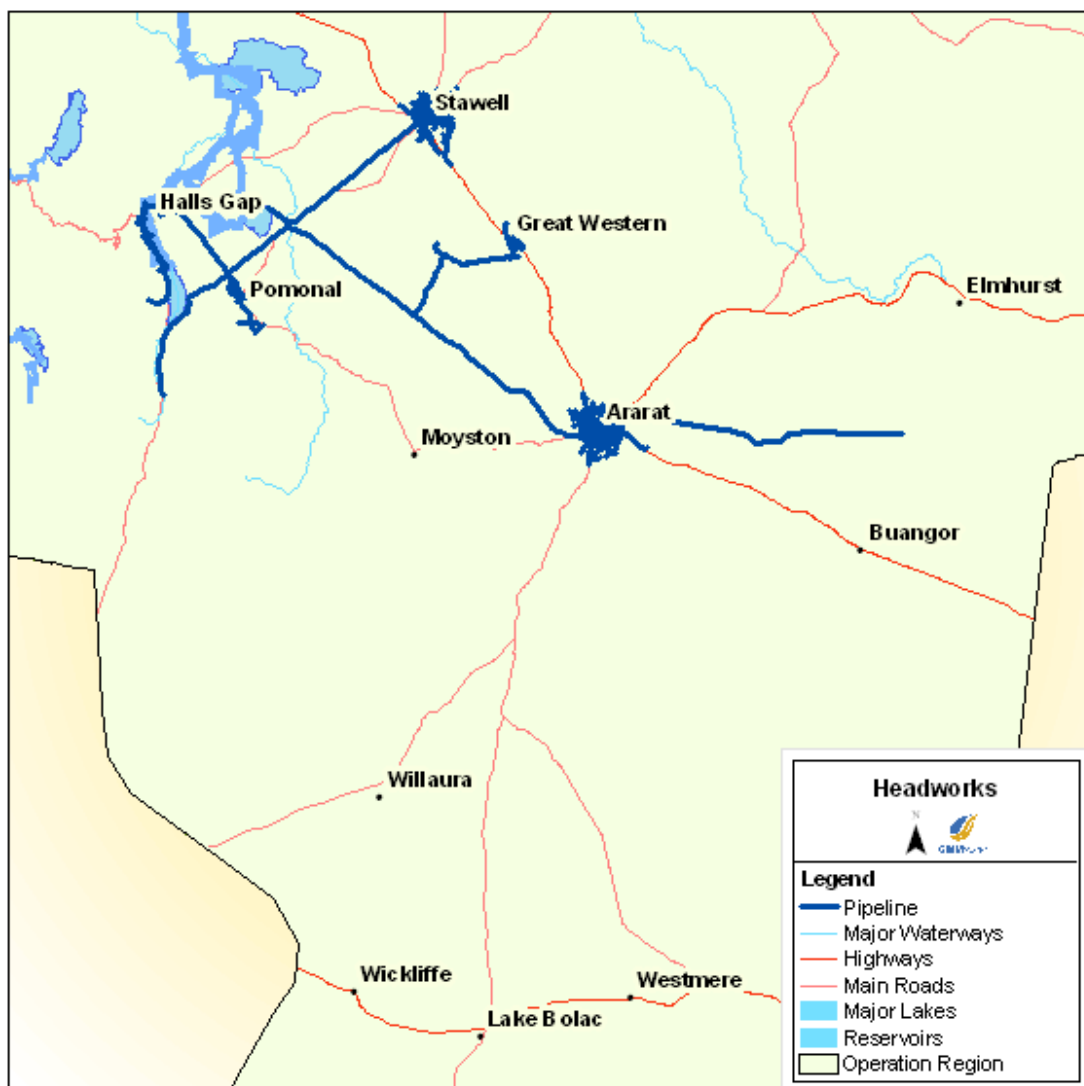 Stawell
Halls Gap
Great Western
Pomonal
Elmhurst
Ararat
Moyston
Buangor
Willaura
Wickliffe
Westmere
Lake Bolac
Headworks
N
Legend
Pipeline
Major Waterways
Highways
Main Roads
Major Lakes
Reservoirs
Operation Region